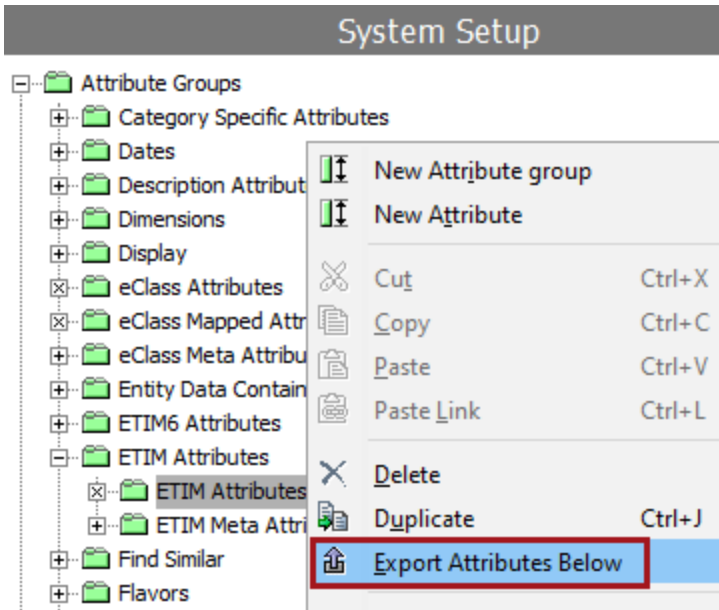 System Setup
Attribute Groups
Category Specific Attributes
Dates
Description Attribut
Dimensions
Display
eClass Attributes
eClass Mapped Attr
eClass Meta Attribu
Entity Data Contain
ETIM6 Attributes
ETIM Attributes
ETIM Attributes
ETIM Meta Attri
Find Similar
Flavors
New Attribute group
New Attribute
Cut Ctrl+X
Copy Ctrl+C
Paste Ctrl+V
Paste Link Ctrl+L
Delete
Duplicate Ctrl+J
Export Attributes Below